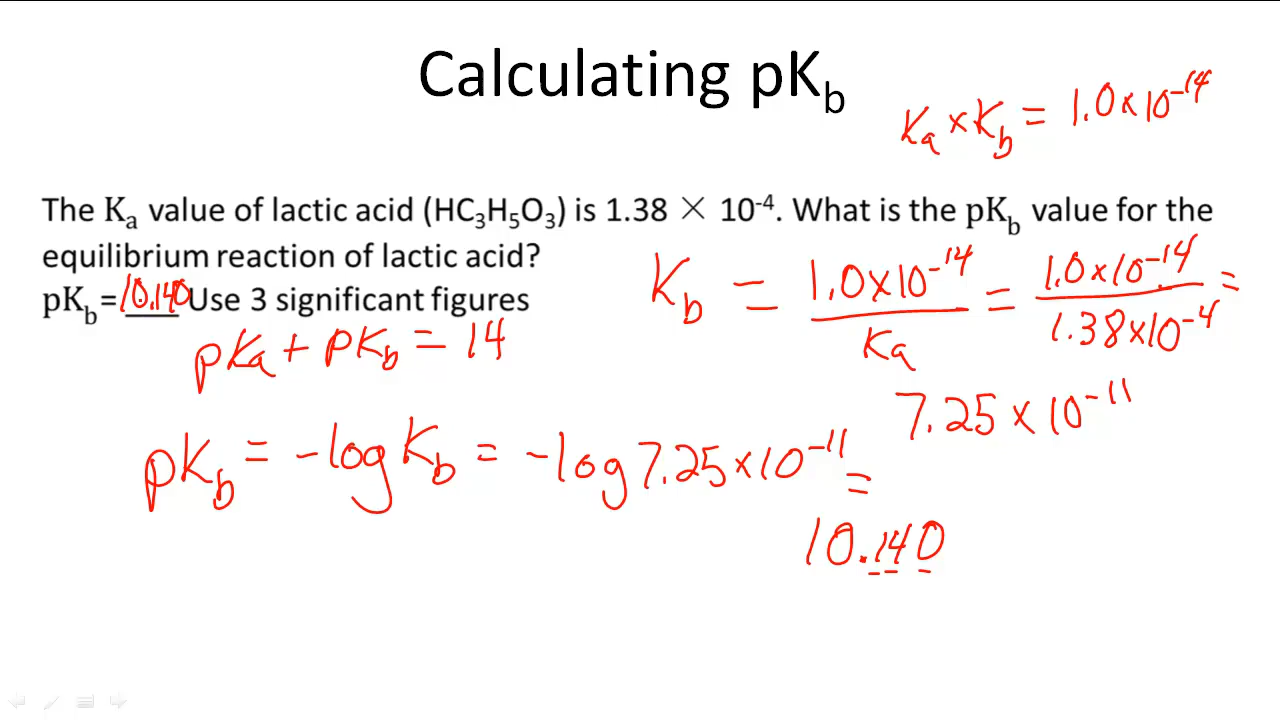 Calculating pKb
Ka × Kb = 1.0×10⁻¹⁴
The Ka value of lactic acid (HC₃H₅O₃) is 1.38 × 10⁻⁴. What is the pKb value for the
equilibrium reaction of lactic acid?
pKb = 10.140 Use 3 significant figures
Kb = 1.0×10⁻¹⁴ / Ka = 1.0×10⁻¹⁴ / 1.38×10⁻⁴ =
7.25×10⁻¹¹
pKa + pKb = 14
pKb = -log Kb = -log 7.25×10⁻¹¹ =
10.140